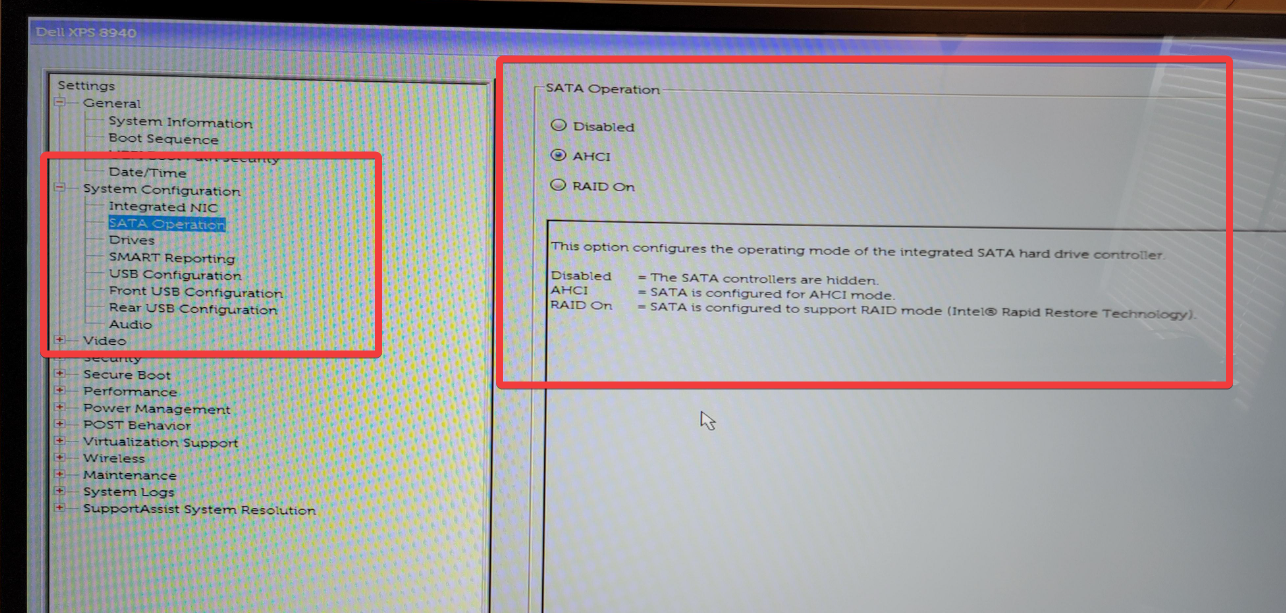 Dell XPS 8940
Settings
General
System Information
Boot Sequence
Security
Date/Time
System Configuration
Integrated NIC
SATA Operation
Drives
SMART Reporting
USB Configuration
Front USB Configuration
Rear USB Configuration
Audio
Video
Security
Secure Boot
Performance
Power Management
POST Behavior
Virtualization Support
Wireless
Maintenance
System Logs
SupportAssist System Resolution
SATA Operation
Disabled
AHCI
RAID On
This option configures the operating mode of the integrated SATA hard drive controller.
Disabled = The SATA controllers are hidden.
AHCI = SATA is configured for AHCI mode.
RAID On = SATA is configured to support RAID mode (Intel® Rapid Restore Technology).